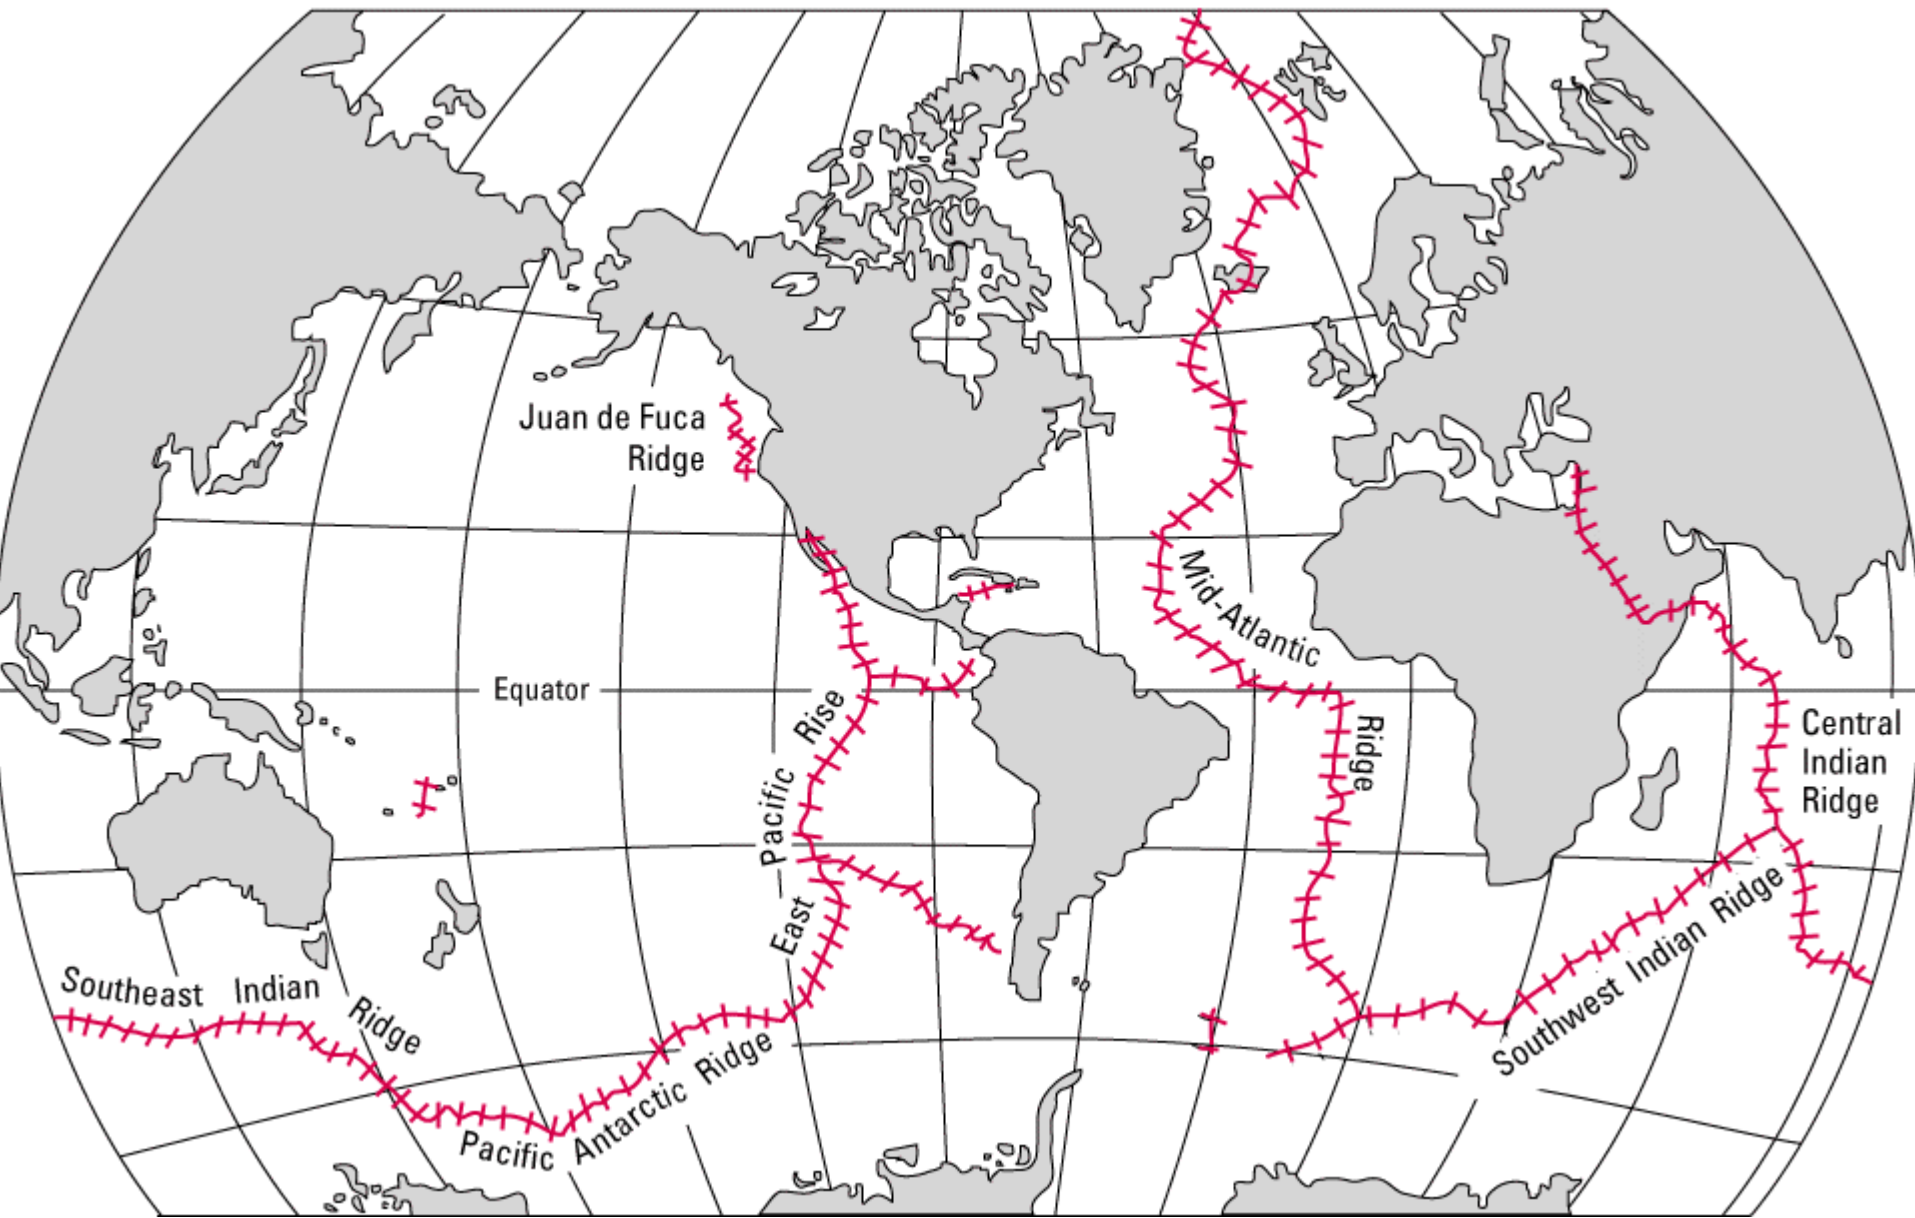 Juan de Fuca
Ridge
Mid-Atlantic
Ridge
Equator
East Pacific Rise
Central
Indian
Ridge
Southwest Indian Ridge
Southeast Indian Ridge
Pacific Antarctic Ridge